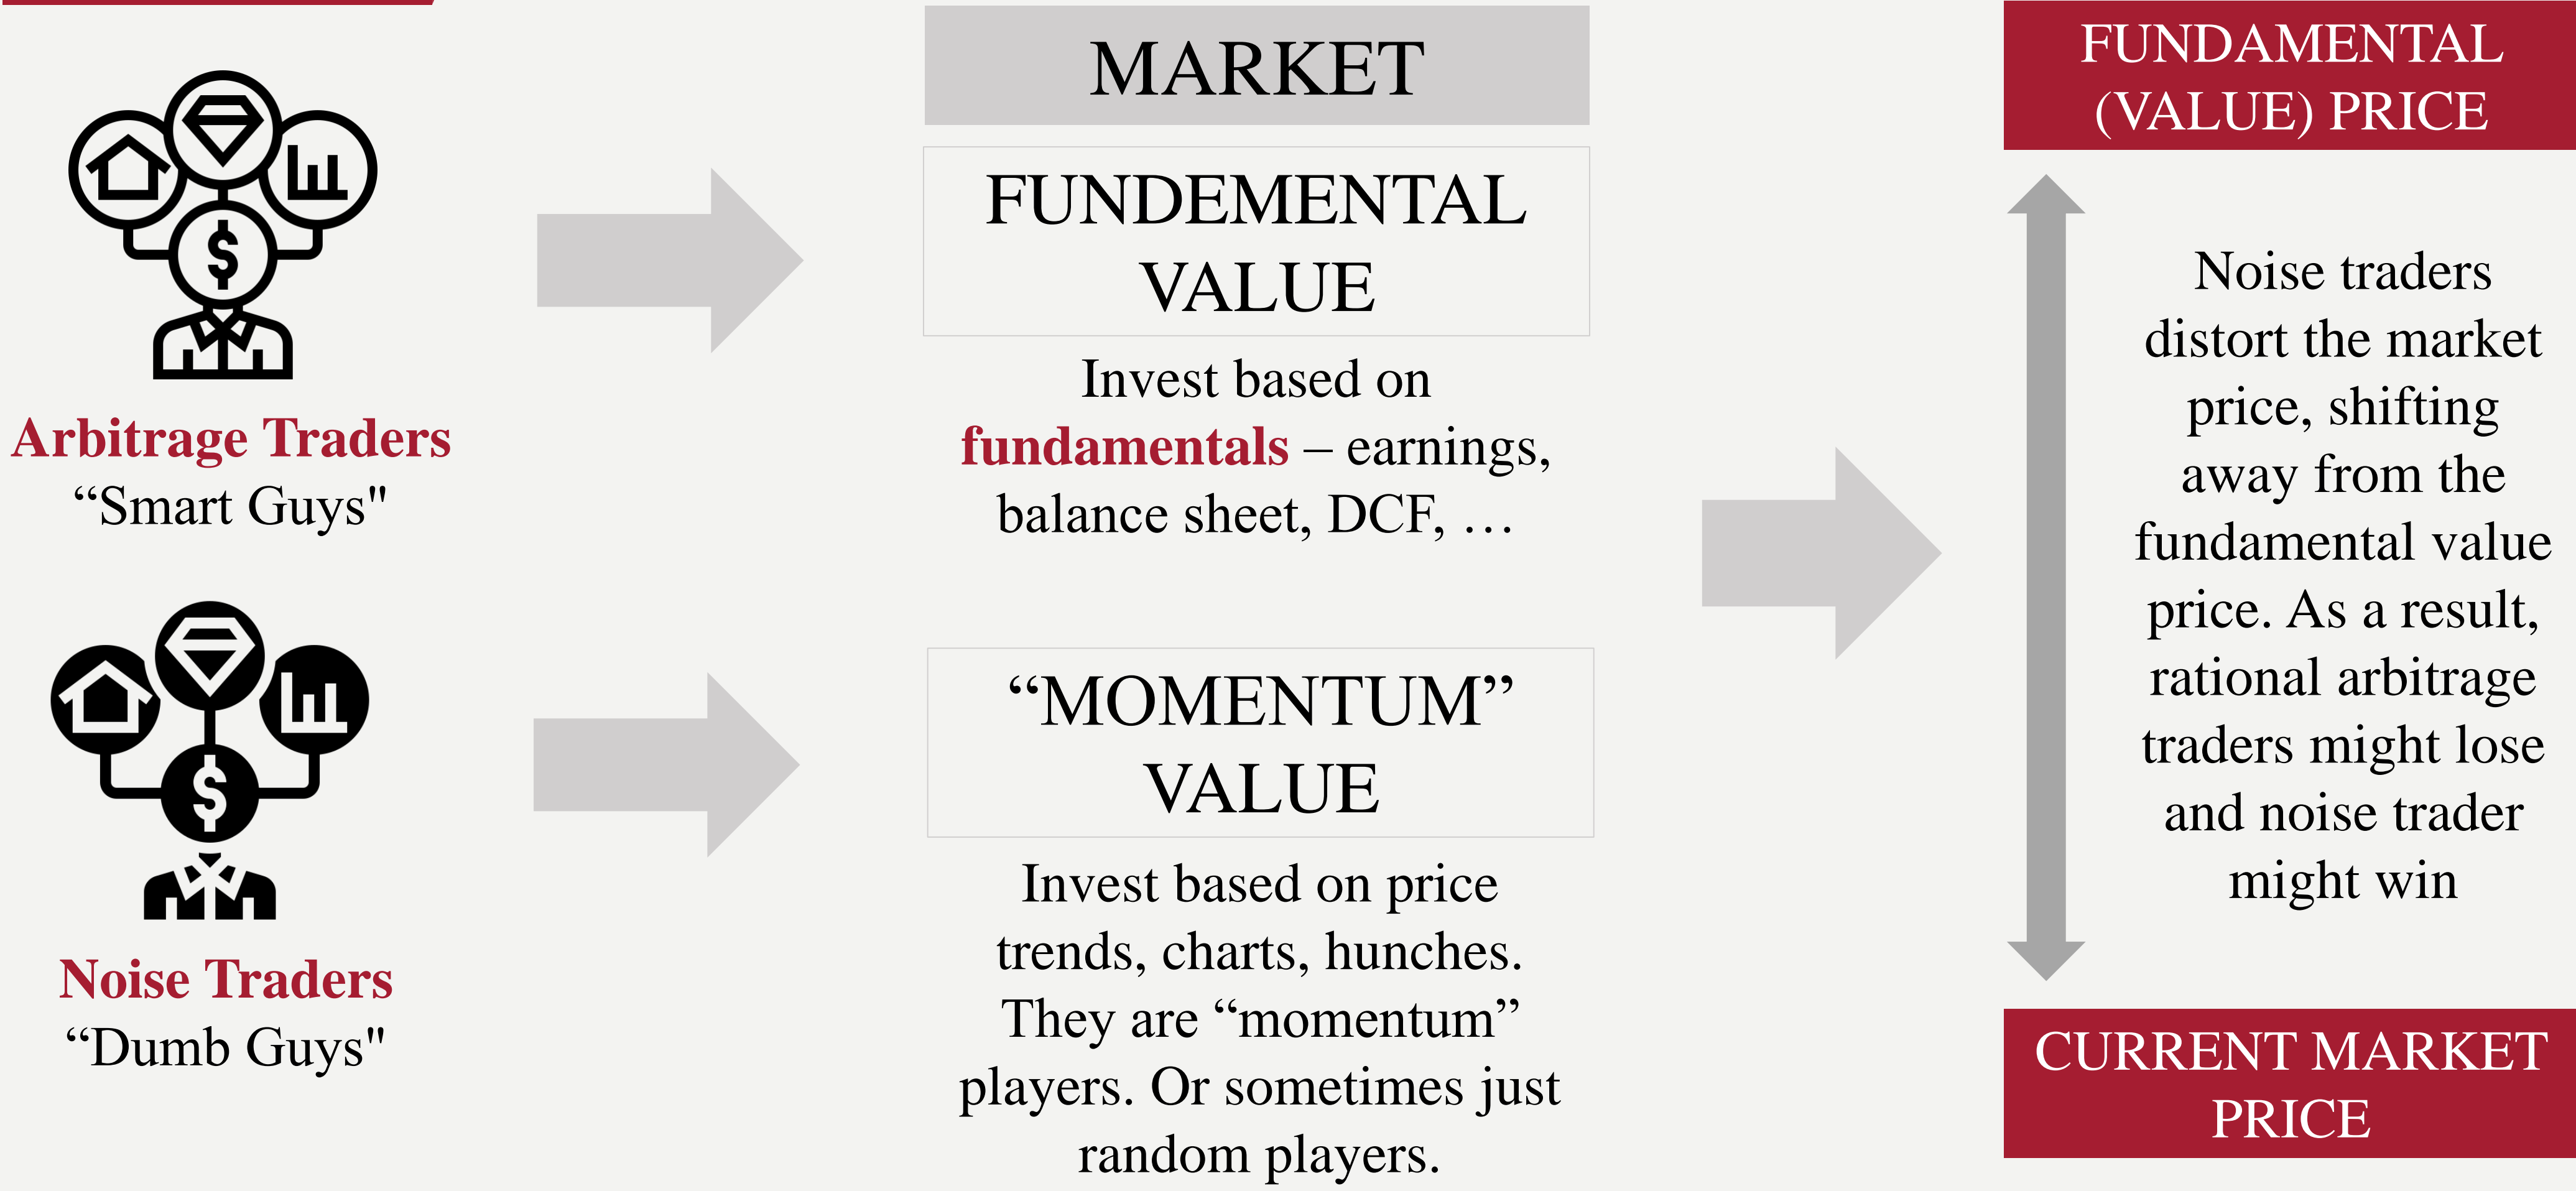 Arbitrage Traders
“Smart Guys"
Noise Traders
“Dumb Guys"
MARKET
FUNDEMENTAL
VALUE
Invest based on
fundamentals – earnings,
balance sheet, DCF, …
“MOMENTUM”
VALUE
Invest based on price
trends, charts, hunches.
They are “momentum”
players. Or sometimes just
random players.
FUNDAMENTAL
(VALUE) PRICE
Noise traders
distort the market
price, shifting
away from the
fundamental value
price. As a result,
rational arbitrage
traders might lose
and noise trader
might win
CURRENT MARKET
PRICE